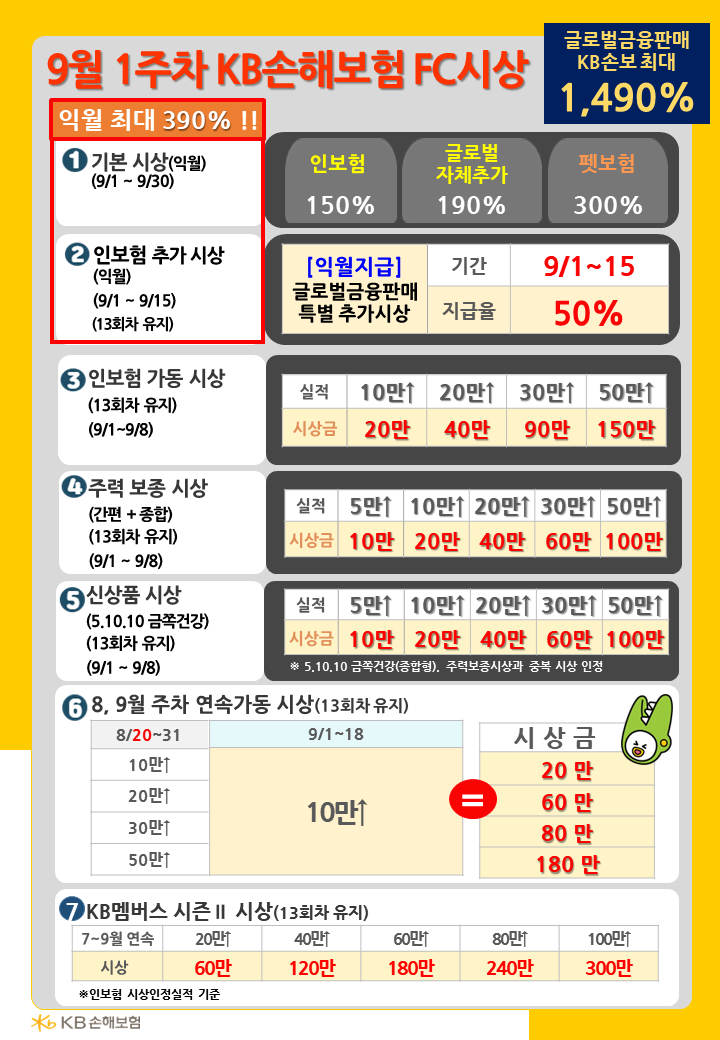 9월 1주차 KB손해보험 FC시상
글로벌금융판매
KB손보 최대
1,490%
익월 최대 390% !!
1 기본 시상(익월)
(9/1 ~ 9/30)
인보험
150%
글로벌
자체추가
190%
펫보험
300%
2 인보험 추가 시상
(익월)
(9/1 ~ 9/15)
(13회차 유지)
[익월지급]
글로벌금융판매
특별 추가시상
기간 9/1~15
지급율 50%
3 인보험 가동 시상
(13회차 유지)
(9/1~9/8)
실적 10만↑ 20만↑ 30만↑ 50만↑
시상금 20만 40만 90만 150만
4 주력 보종 시상
(간편 + 종합)
(13회차 유지)
(9/1 ~ 9/8)
실적 5만↑ 10만↑ 20만↑ 30만↑ 50만↑
시상금 10만 20만 40만 60만 100만
5 신상품 시상
(5.10.10 금쪽건강)
(13회차 유지)
(9/1 ~ 9/8)
실적 5만↑ 10만↑ 20만↑ 30만↑ 50만↑
시상금 10만 20만 40만 60만 100만
※ 5.10.10 금쪽건강(종합형), 주력보종시상과 중복 시상 인정
6 8, 9월 주차 연속가동 시상(13회차 유지)
8/20~31 9/1~18 시 상 금
10만↑ 20 만
20만↑ 60 만
10만↑ =
30만↑ 80 만
50만↑ 180 만
7 KB멤버스 시즌Ⅱ 시상(13회차 유지)
7~9월 연속 20만↑ 40만↑ 60만↑ 80만↑ 100만↑
시상 60만 120만 180만 240만 300만
※인보험 시상인정실적 기준
KB손해보험